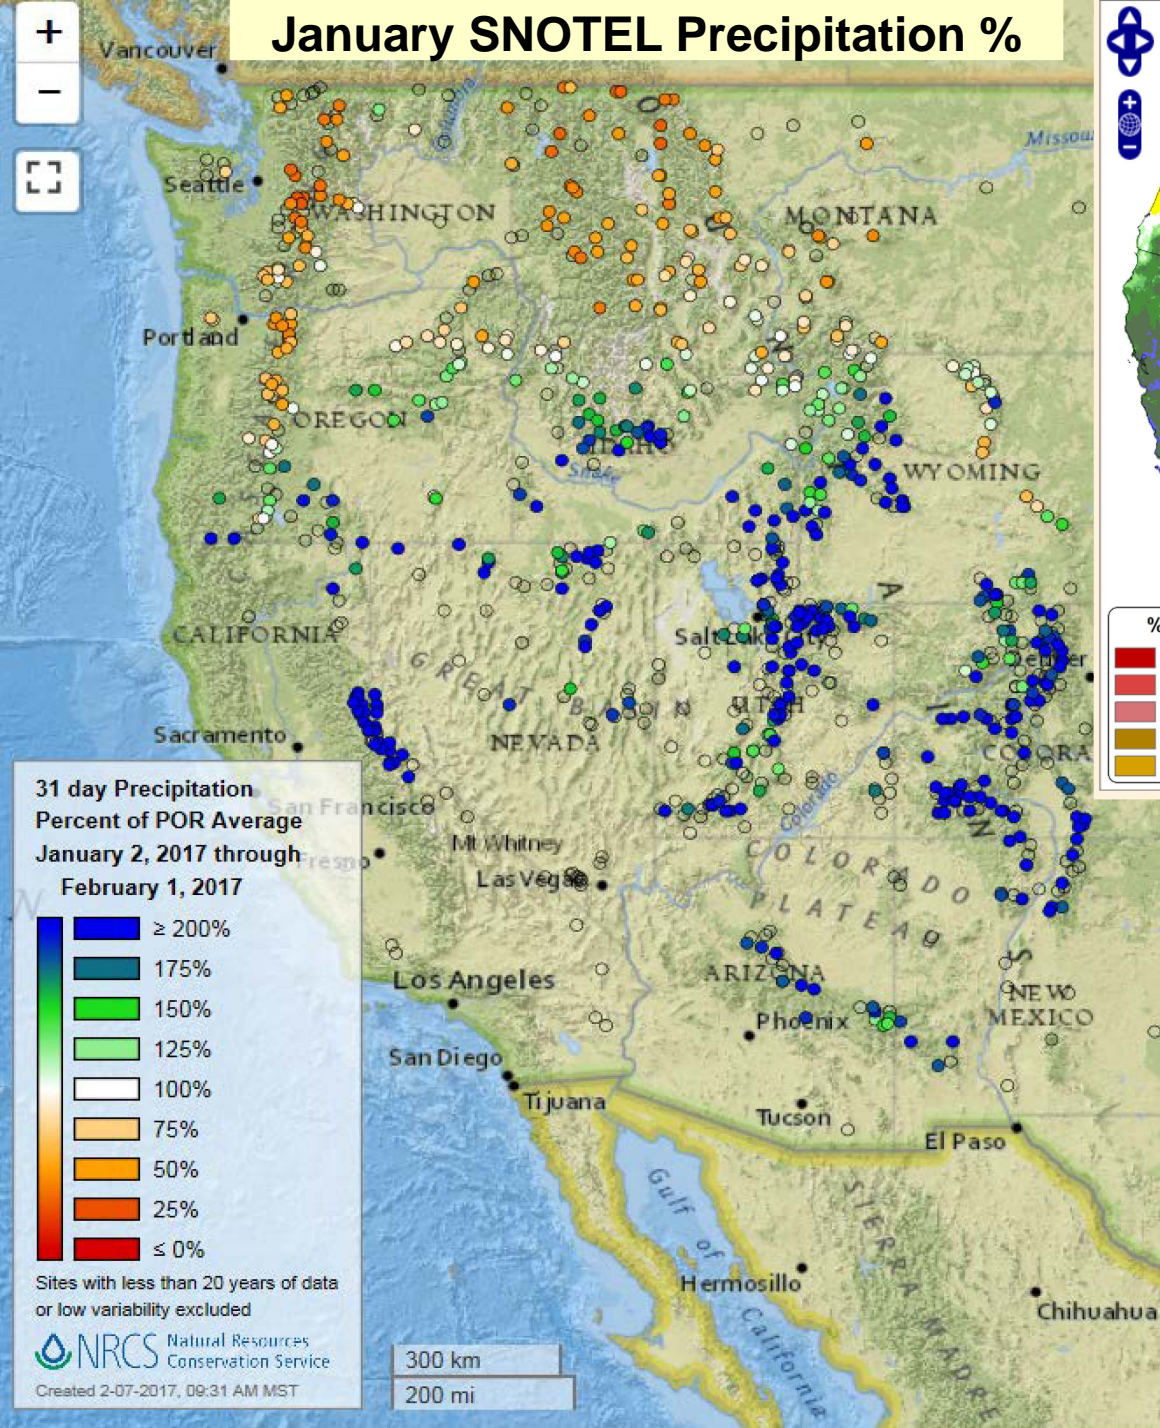 January SNOTEL Precipitation %
+
Vancouver
−
Columbia
Missou
%
Seattle
WASHINGTON
MONTANA
Portland
OREGON
IDAHO
Snake
WYOMING
CALIFORNIA
Salt Lake City
Denver
GREAT BASIN
UTAH
Sacramento
NEVADA
COLORA
San Francisco
Colorado
Mt Whitney
COLORADO
PLATEAU
Fresno
Las Vegas
Los Angeles
ARIZONA
NEW
MEXICO
Phoenix
San Diego
Tijuana
Tucson
El Paso
Gulf of California
SIERRA MADRE
Hermosillo
Chihuahua
31 day Precipitation
Percent of POR Average
January 2, 2017 through
February 1, 2017
≥ 200%
175%
150%
125%
100%
75%
50%
25%
≤ 0%
Sites with less than 20 years of data
or low variability excluded
NRCS Natural Resources
Conservation Service
Created 2-07-2017, 09:31 AM MST
300 km
200 mi